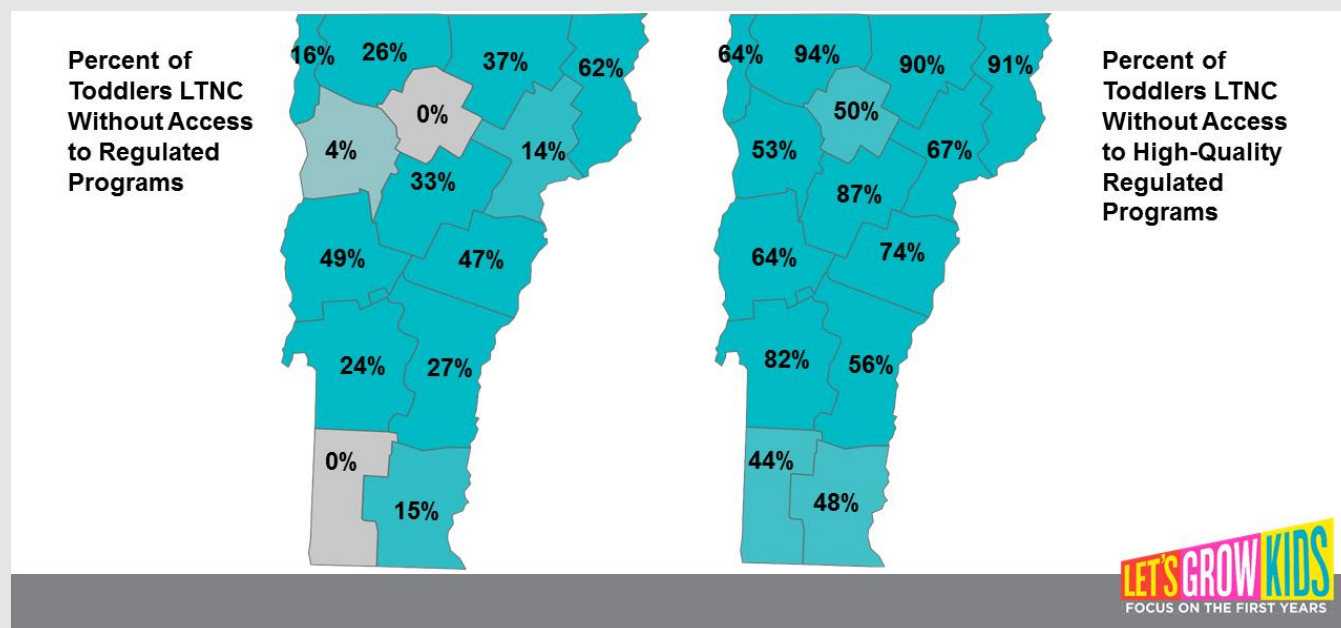 Percent of
Toddlers LTNC
Without Access
to Regulated
Programs
16%
26%
37%
62%
0%
4%
14%
33%
49%
47%
24%
27%
0%
15%
64%
94%
90%
91%
50%
53%
67%
87%
64%
74%
82%
56%
44%
48%
Percent of
Toddlers LTNC
Without Access
to High-Quality
Regulated
Programs
LET'S GROW KIDS
FOCUS ON THE FIRST YEARS